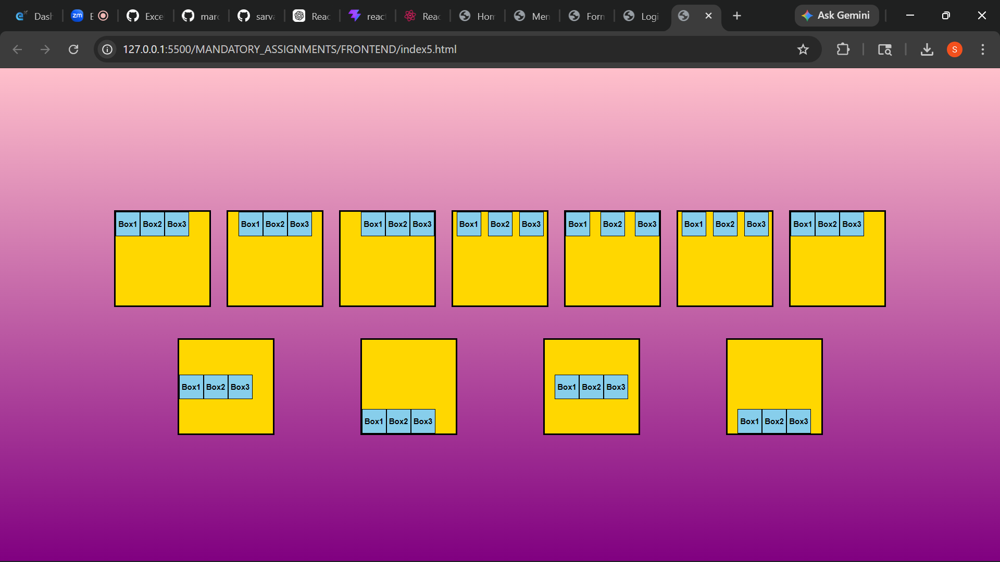 Dash E Exce marc sarva Reac reac Reac Hom Men Form Logi Ask Gemini
127.0.0.1:5500/MANDATORY_ASSIGNMENTS/FRONTEND/index5.html S
Box1 Box2 Box3 Box1 Box2 Box3 Box1 Box2 Box3 Box1 Box2 Box3 Box1 Box2 Box3 Box1 Box2 Box3 Box1 Box2 Box3
Box1 Box2 Box3 Box1 Box2 Box3
Box1 Box2 Box3 Box1 Box2 Box3